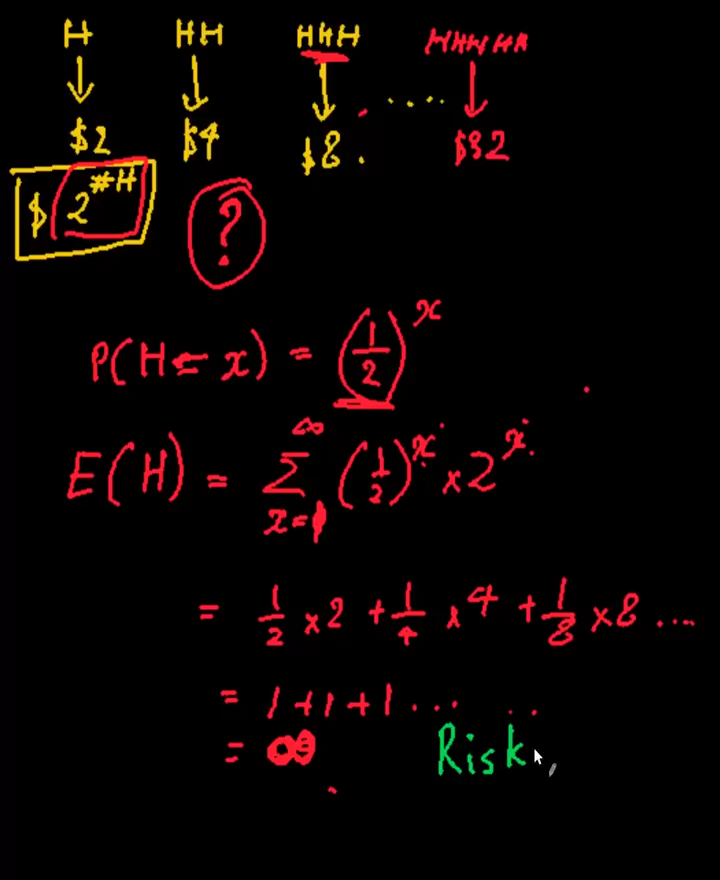 H HH HHH HHHHH
↓ ↓ ↓ ..... ↓
$2 $4 $8 . $32
$ 2^#H ?
P(H = x) = (1/2)^x
E(H) = ∑_{x=1}^{∞} (1/2)^x × 2^x
= 1/2 × 2 + 1/4 × 4 + 1/8 × 8 ....
= 1 + 1 + 1 ... ..
= ∞ Risk